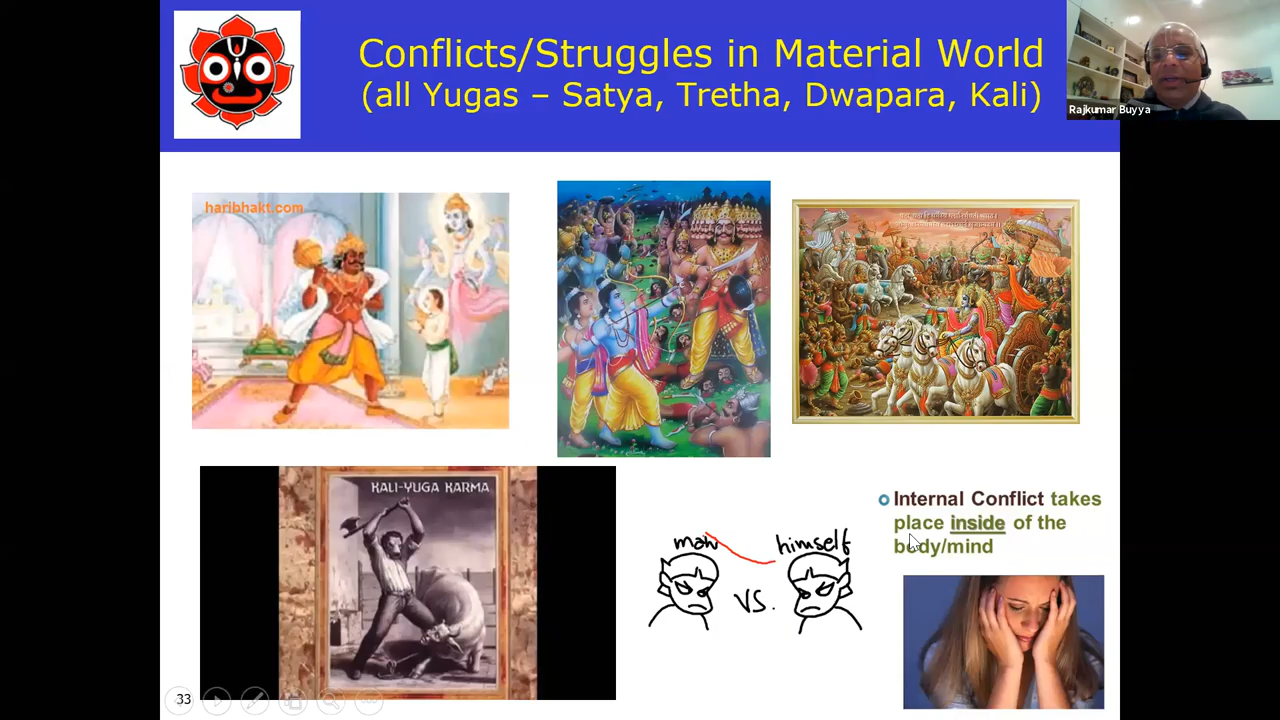 Conflicts/Struggles in Material World
(all Yugas – Satya, Tretha, Dwapara, Kali)
Rajkumar Buyya
haribhakt.com
KALI-YUGA KARMA
man
himself
vs.
Internal Conflict takes
place inside of the
body/mind
33